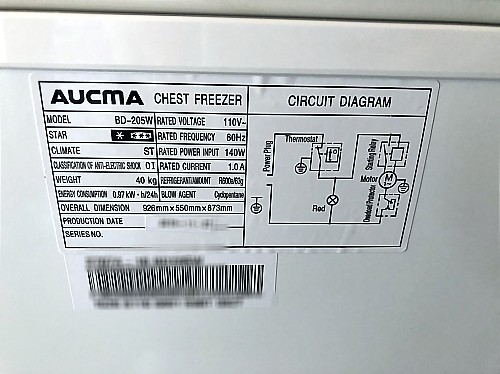 AUCMA CHEST FREEZER
CIRCUIT DIAGRAM
MODEL BD-205W RATED VOLTAGE 110V~
STAR RATED FREQUENCY 60Hz
CLIMATE ST RATED POWER INPUT 140W
CLASSIFICATION OF ANTI-ELECTRIC SHOCK 0 I RATED CURRENT 1.0A
WEIGHT 40 kg REFRIGERANT/AMOUNT R600a/63g
ENERGY CONSUMPTION 0.97 kW·h/24h BLOW AGENT Cyclopentane
OVERALL DIMENSION 926mm×550mm×873mm
PRODUCTION DATE
SERIES NO.
Power Plug
Thermostat
Red
Starting Relay
Motor
M
Overload Protector